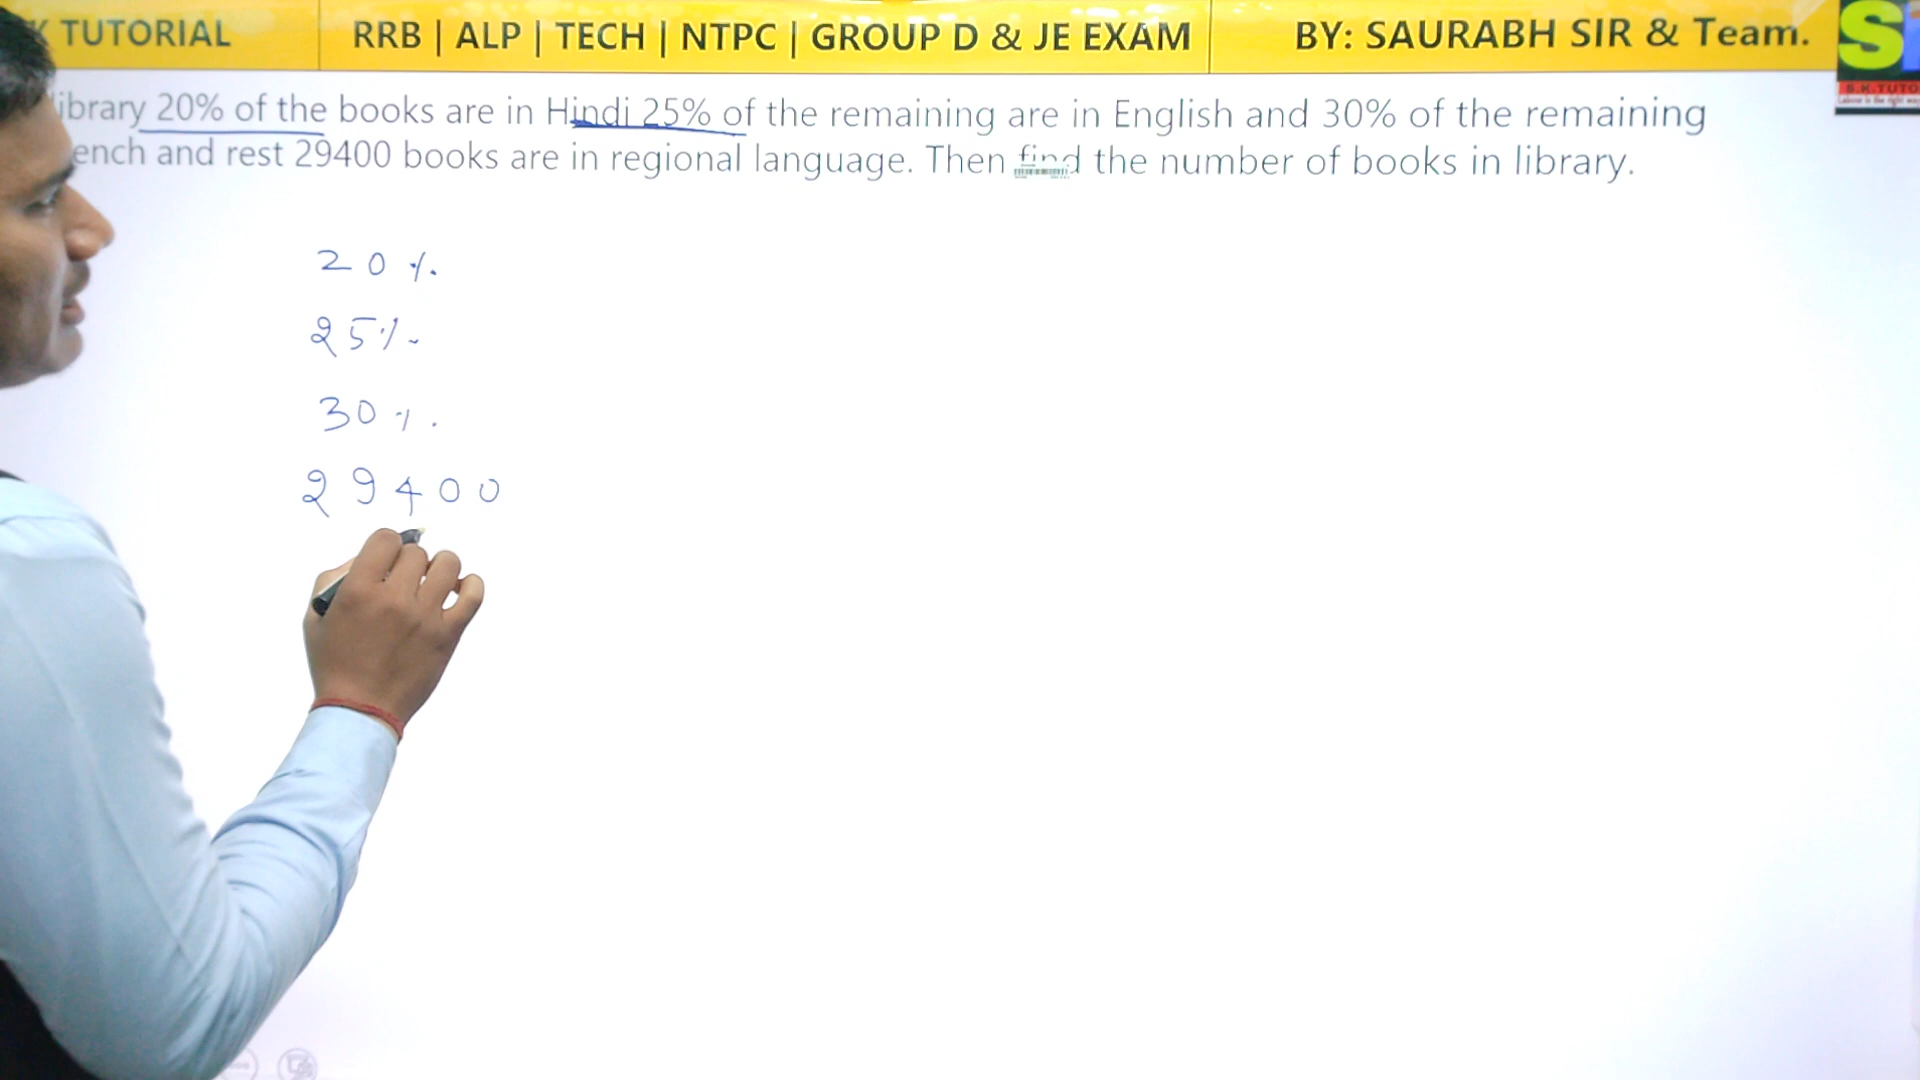 TUTORIAL RRB | ALP | TECH | NTPC | GROUP D & JE EXAM BY: SAURABH SIR & Team.
20% of the books are in Hindi 25% of the remaining are in English and 30% of the remaining
and rest 29400 books are in regional language. Then find the number of books in library.
20%.
25%.
30%.
29400